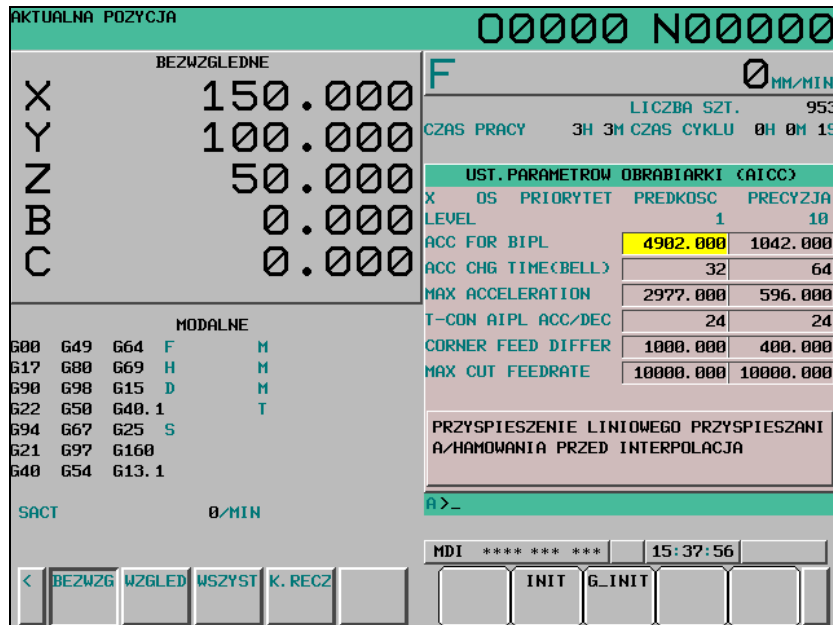 AKTUALNA POZYCJA
O0000 N00000
BEZWZGLEDNE
X 150.000
Y 100.000
Z 50.000
B 0.000
C 0.000
MODALNE
G00 G49 G64 F M
G17 G80 G69 H M
G90 G98 G15 D M
G22 G50 G40.1 T
G94 G67 G25 S
G21 G97 G160
G40 G54 G13.1
SACT 0/MIN
F 0 MM/MIN
LICZBA SZT. 953
CZAS PRACY 3H 3M CZAS CYKLU 0H 0M 1S
UST.PARAMETROW OBRABIARKI (AICC)
X OS PRIORYTET PREDKOSC PRECYZJA
LEVEL 1 10
ACC FOR BIPL 4902.000 1042.000
ACC CHG TIME(BELL) 32 64
MAX ACCELERATION 2977.000 596.000
T-CON AIPL ACC/DEC 24 24
CORNER FEED DIFFER 1000.000 400.000
MAX CUT FEEDRATE 10000.000 10000.000
PRZYSPIESZENIE LINIOWEGO PRZYSPIESZANI
A/HAMOWANIA PRZED INTERPOLACJA
A>_
MDI **** *** *** 15:37:56
< BEZWZG WZGLED WSZYST K.RECZ
INIT G_INIT